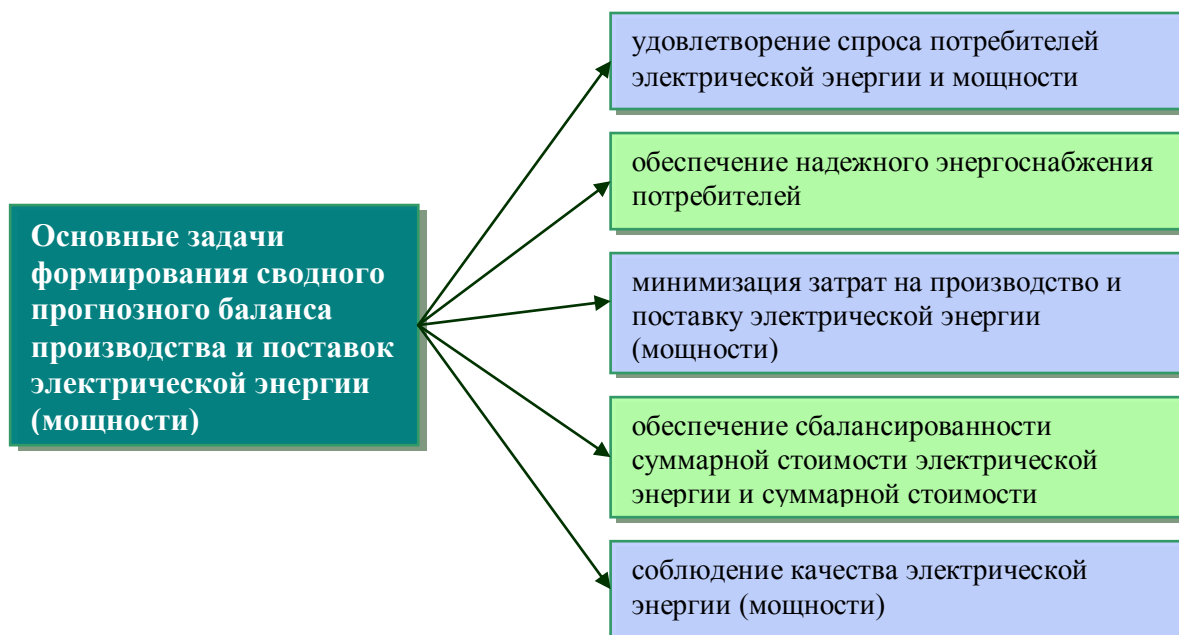 Основные задачи
формирования сводного
прогнозного баланса
производства и поставок
электрической энергии
(мощности)
удовлетворение спроса потребителей
электрической энергии и мощности
обеспечение надежного энергоснабжения
потребителей
минимизация затрат на производство и
поставку электрической энергии
(мощности)
обеспечение сбалансированности
суммарной стоимости электрической
энергии и суммарной стоимости
соблюдение качества электрической
энергии (мощности)